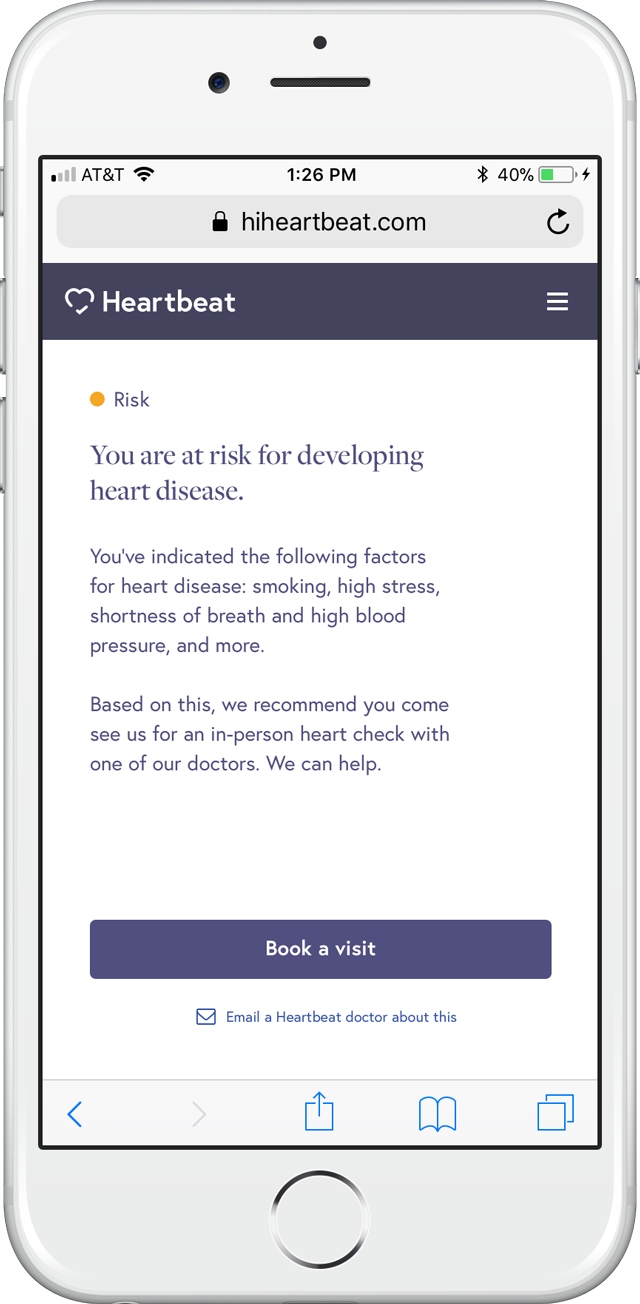 AT&T 1:26 PM 40%
hiheartbeat.com
Heartbeat
Risk
You are at risk for developing
heart disease.
You've indicated the following factors
for heart disease: smoking, high stress,
shortness of breath and high blood
pressure, and more.
Based on this, we recommend you come
see us for an in-person heart check with
one of our doctors. We can help.
Book a visit
Email a Heartbeat doctor about this